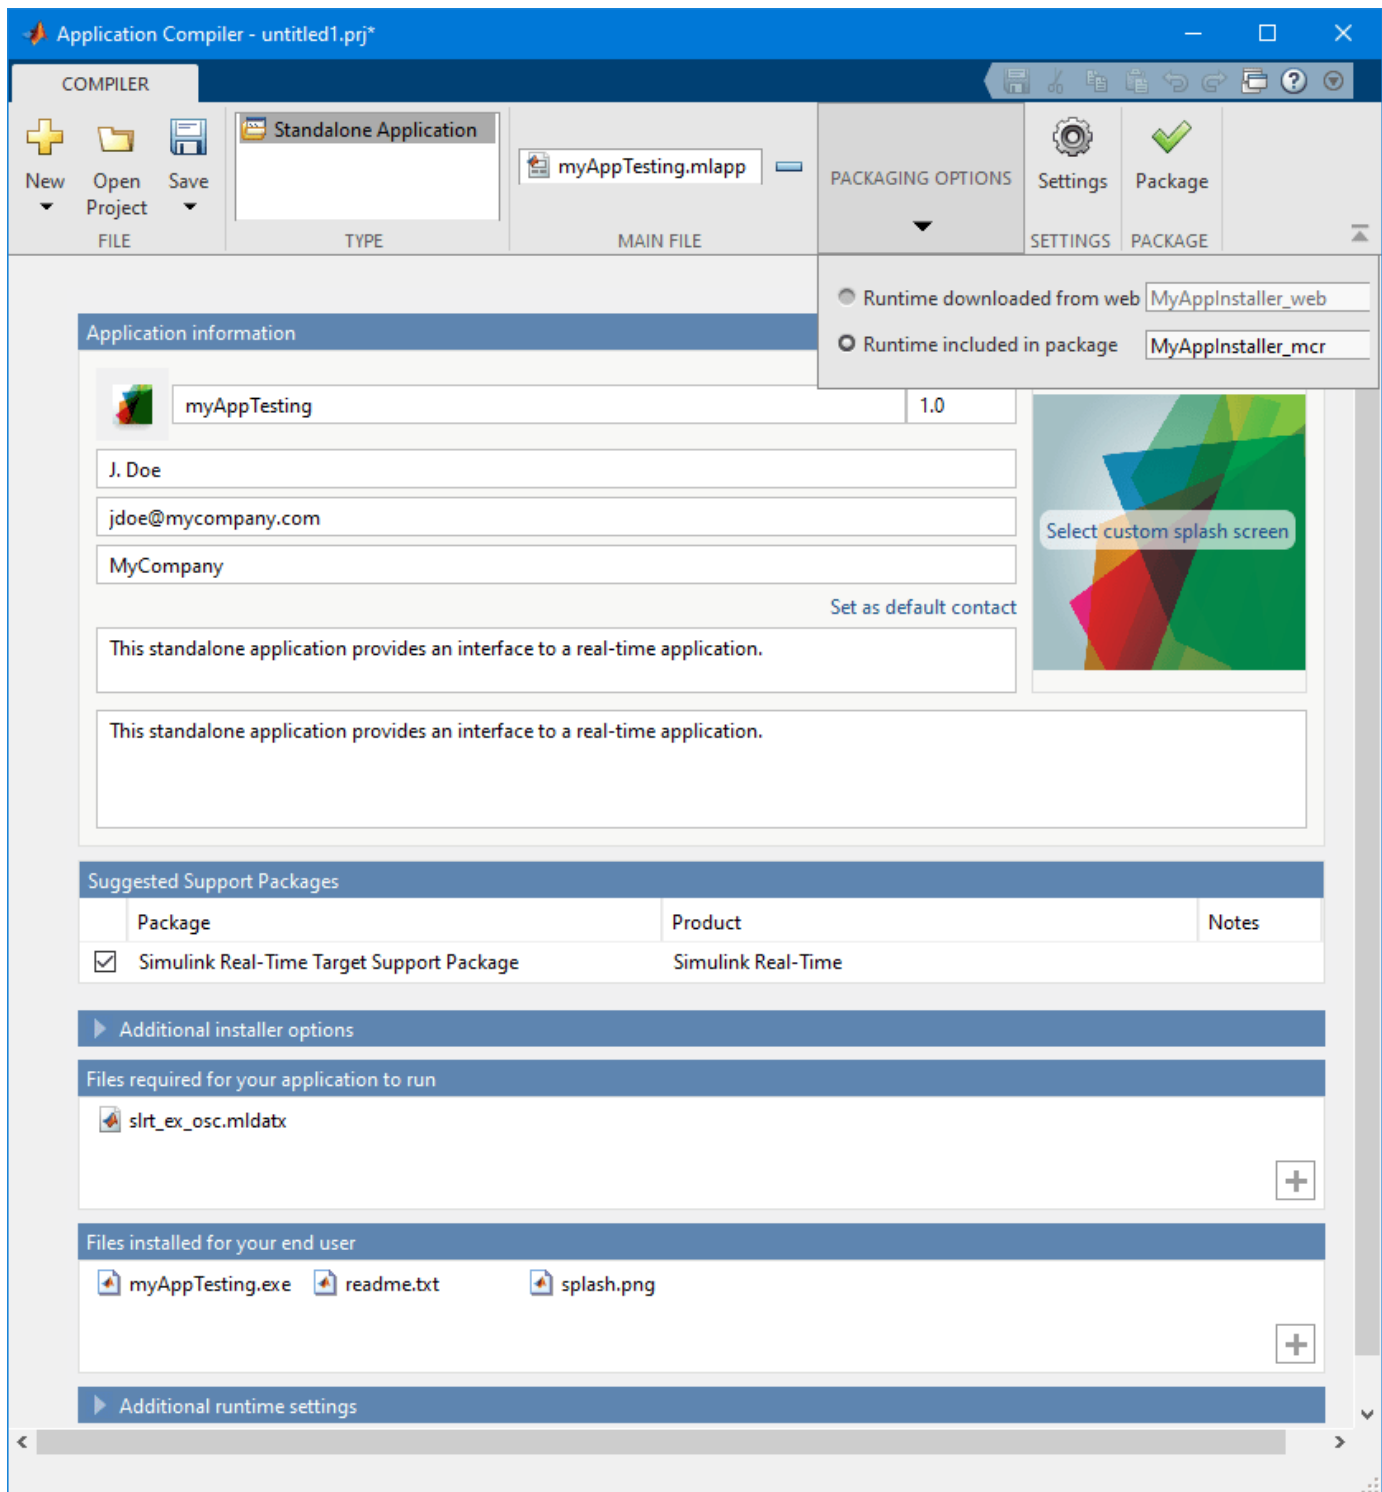 Application Compiler - untitled1.prj*
COMPILER
New
Open Project
Save
FILE
Standalone Application
TYPE
myAppTesting.mlapp
MAIN FILE
PACKAGING OPTIONS
Settings
SETTINGS
Package
PACKAGE
Runtime downloaded from web MyAppInstaller_web
Runtime included in package MyAppInstaller_mcr
Application information
myAppTesting 1.0
J. Doe
jdoe@mycompany.com
MyCompany
Set as default contact
Select custom splash screen
This standalone application provides an interface to a real-time application.
This standalone application provides an interface to a real-time application.
Suggested Support Packages
Package Product Notes
Simulink Real-Time Target Support Package Simulink Real-Time
Additional installer options
Files required for your application to run
slrt_ex_osc.mldatx
Files installed for your end user
myAppTesting.exe readme.txt splash.png
Additional runtime settings